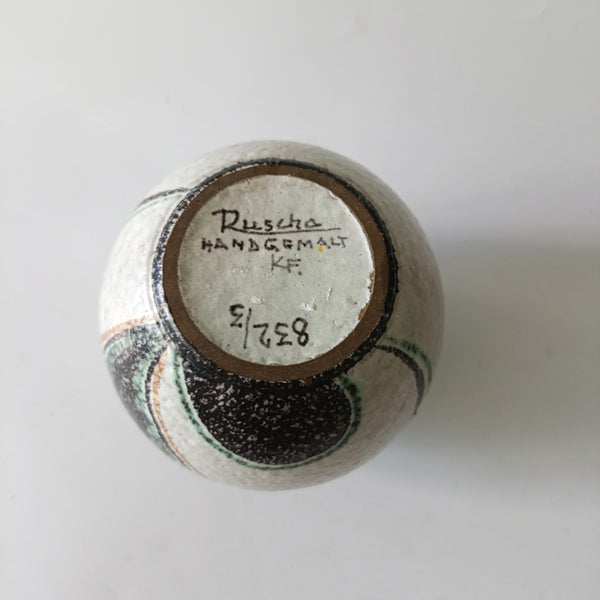 Ruscha
HANDGEMALT
KF.
832/3